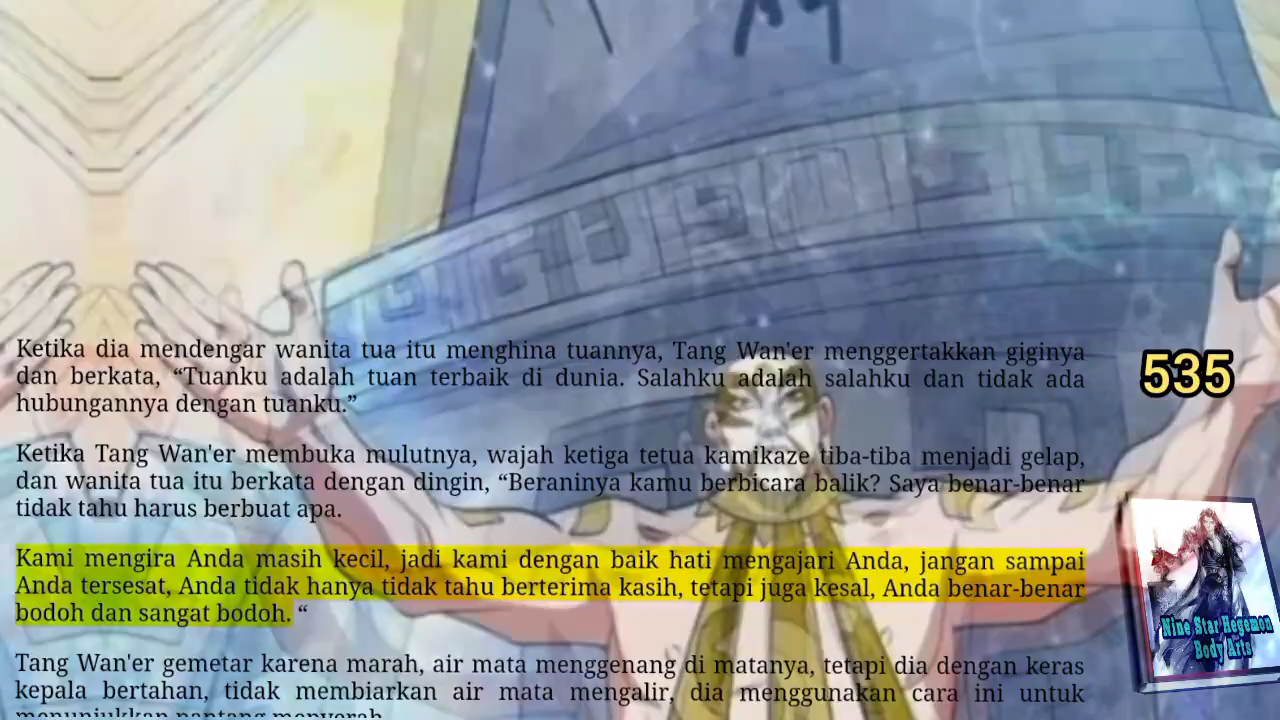 Ketika dia mendengar wanita tua itu menghina tuannya, Tang Wan'er menggertakkan giginya
dan berkata, “Tuanku adalah tuan terbaik di dunia. Salahku adalah salahku dan tidak ada
hubungannya dengan tuanku.”
Ketika Tang Wan'er membuka mulutnya, wajah ketiga tetua kamikaze tiba-tiba menjadi gelap,
dan wanita tua itu berkata dengan dingin, “Beraninya kamu berbicara balik? Saya benar-benar
tidak tahu harus berbuat apa.
Kami mengira Anda masih kecil, jadi kami dengan baik hati mengajari Anda, jangan sampai
Anda tersesat, Anda tidak hanya tidak tahu berterima kasih, tetapi juga kesal, Anda benar-benar
bodoh dan sangat bodoh. “
Tang Wan'er gemetar karena marah, air mata menggenang di matanya, tetapi dia dengan keras
kepala bertahan, tidak membiarkan air mata mengalir, dia menggunakan cara ini untuk
menunjukkan pantang menyerah.
535
Nine Star Hegemon
Body Arts